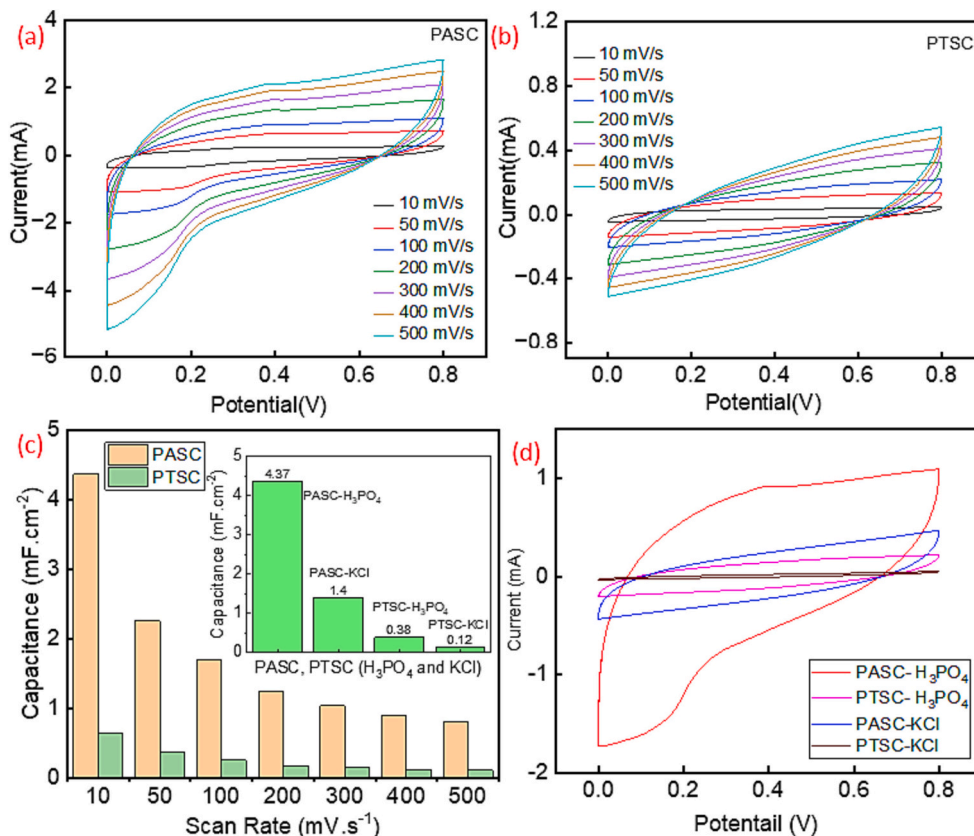 (a)
PASC
4
2
0
−2
−4
−6
Current(mA)
10 mV/s
50 mV/s
100 mV/s
200 mV/s
300 mV/s
400 mV/s
500 mV/s
0.0 0.2 0.4 0.6 0.8
Potential(V)
(b)
PTSC
1.2
0.8
0.4
0.0
−0.4
−0.8
Current(mA)
10 mV/s
50 mV/s
100 mV/s
200 mV/s
300 mV/s
400 mV/s
500 mV/s
0.0 0.2 0.4 0.6 0.8
Potential(V)
(c)
PASC
PTSC
5
4
3
2
1
0
Capacitance (mF.cm⁻²)
10 50 100 200 300 400 500
Scan Rate (mV.s⁻¹)
5
4
3
2
1
0
Capacitance (mF.cm⁻²)
4.37
PASC-H₃PO₄
PASC-KCl
1.4
PTSC-H₃PO₄
0.38
PTSC-KCl
0.12
PASC, PTSC (H₃PO₄ and KCl)
(d)
1
0
-1
-2
Current (mA)
PASC- H₃PO₄
PTSC- H₃PO₄
PASC-KCl
PTSC-KCl
0.0 0.2 0.4 0.6 0.8
Potentail (V)